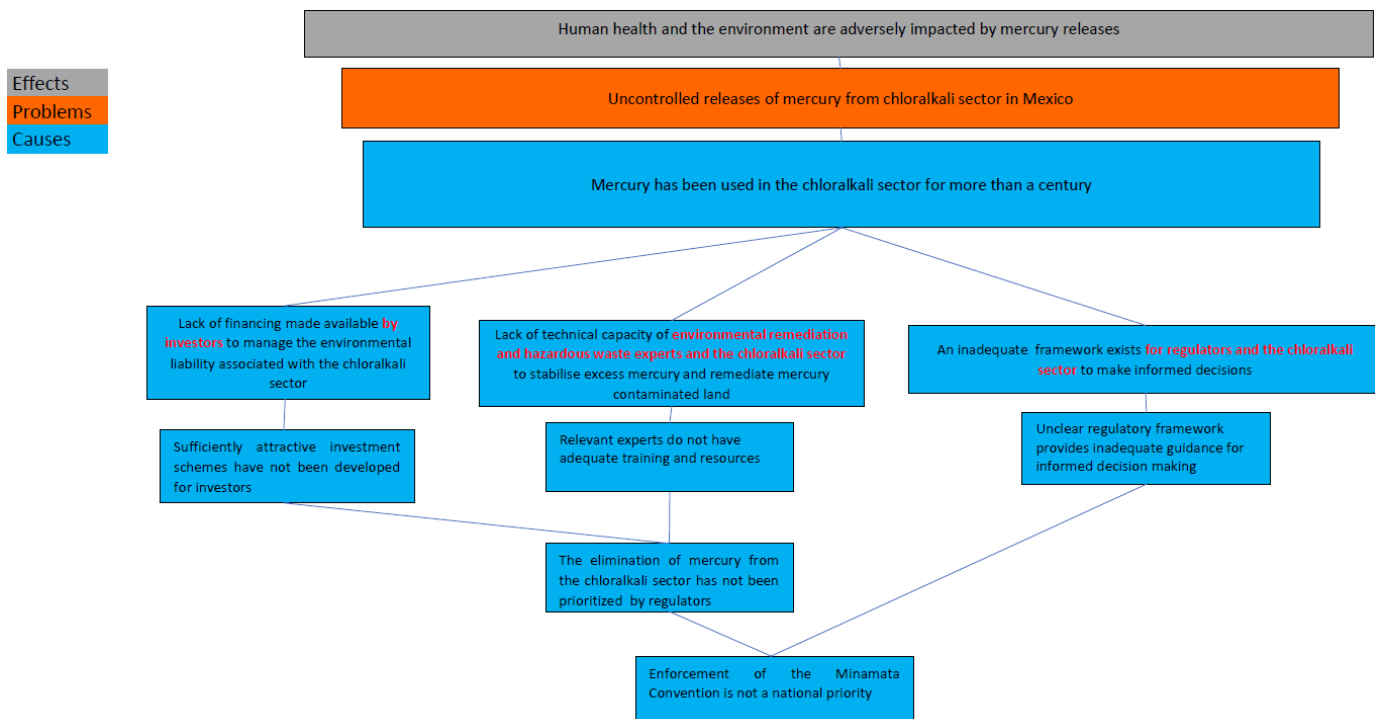 Human health and the environment are adversely impacted by mercury releases
Effects
Problems
Causes
Uncontrolled releases of mercury from chloralkali sector in Mexico
Mercury has been used in the chloralkali sector for more than a century
Lack of financing made available by
investors to manage the environmental
liability associated with the chloralkali
sector
Lack of technical capacity of environmental remediation
and hazardous waste experts and the chloralkali sector
to stabilise excess mercury and remediate mercury
contaminated land
An inadequate framework exists for regulators and the chloralkali
sector to make informed decisions
Sufficiently attractive investment
schemes have not been developed
for investors
Relevant experts do not have
adequate training and resources
Unclear regulatory framework
provides inadequate guidance for
informed decision making
The elimination of mercury from
the chloralkali sector has not been
prioritized by regulators
Enforcement of the Minamata
Convention is not a national priority